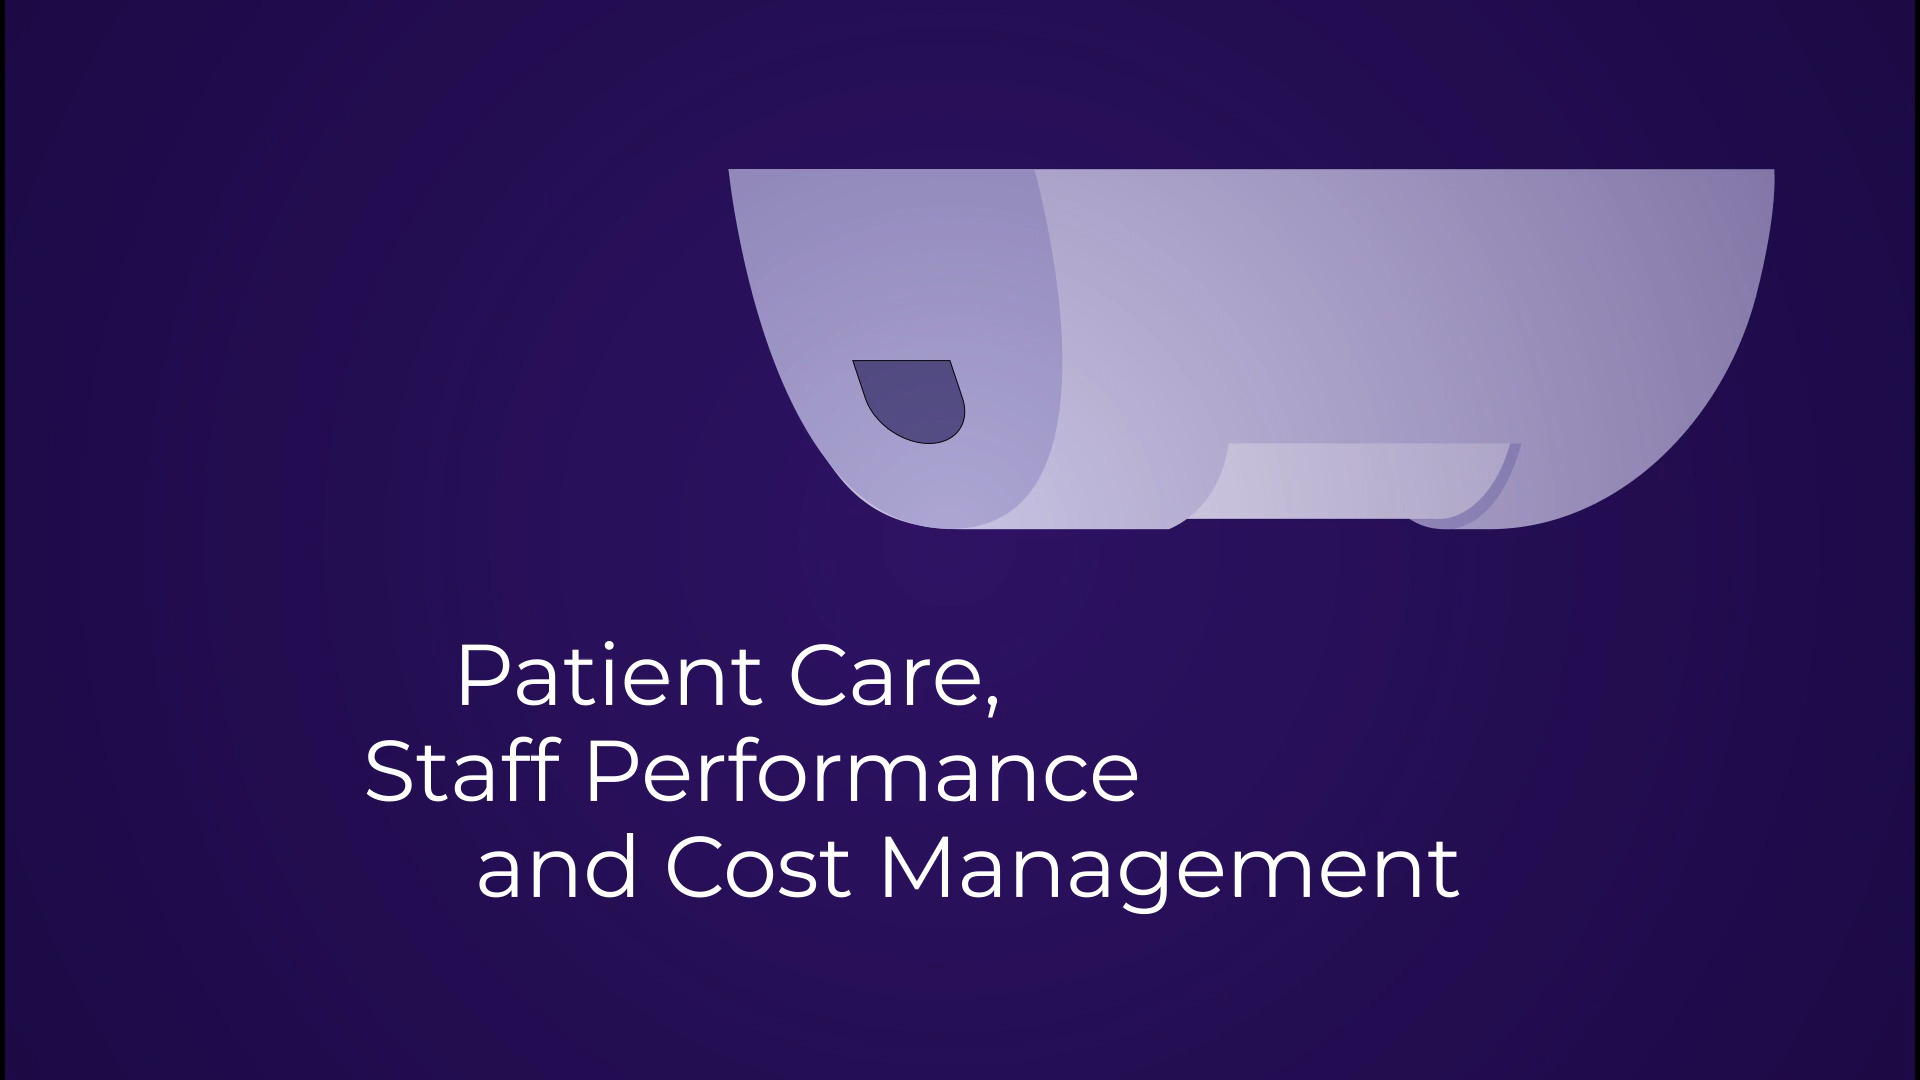 Patient Care,
Staff Performance
and Cost Management